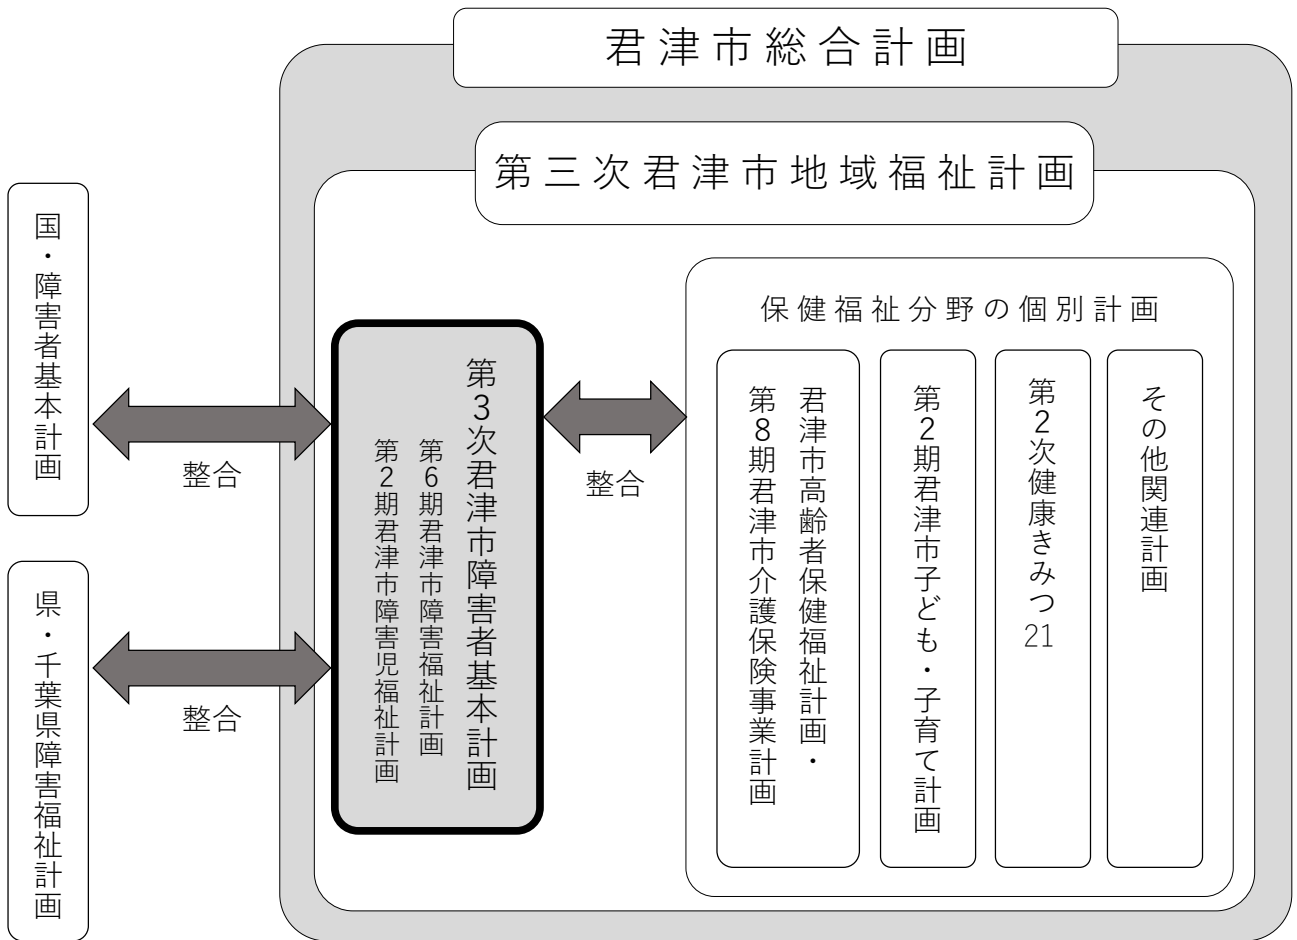 君津市総合計画
第三次君津市地域福祉計画
国・障害者基本計画
県・千葉県障害福祉計画
整合
整合
第3次君津市障害者基本計画
第6期君津市障害福祉計画
第2期君津市障害児福祉計画
整合
保健福祉分野の個別計画
君津市高齢者保健福祉計画・
第8期君津市介護保険事業計画
第2期君津市子ども・子育て計画
第2次健康きみつ21
その他関連計画